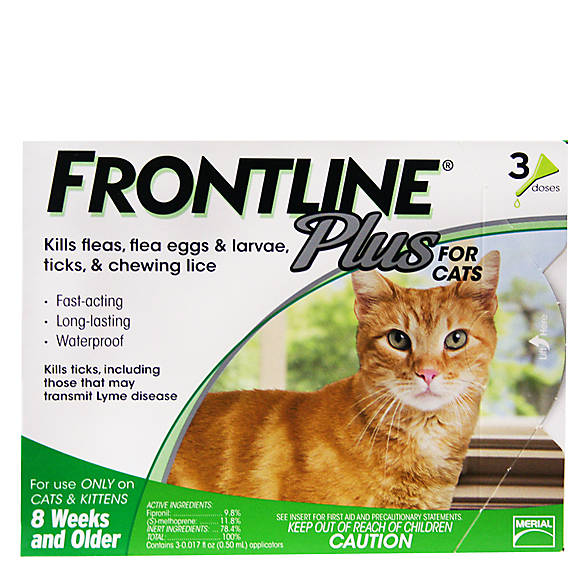 FRONTLINE®
Plus FOR
CATS
3
doses
Kills fleas, flea eggs & larvae,
ticks, & chewing lice
· Fast-acting
· Long-lasting
· Waterproof
Kills ticks, including
those that may
transmit Lyme disease
Lift Here
For use ONLY on
CATS & KITTENS
8 Weeks
and Older
ACTIVE INGREDIENTS:
Fipronil: .................... 9.8%
(S)-methoprene: ......... 11.8%
INERT INGREDIENTS: ... 78.4%
TOTAL: .................... 100.0%
Contains 3-0.017 fl oz (0.50 mL) applicators
SEE INSERT FOR FIRST AID AND PRECAUTIONARY STATEMENTS.
KEEP OUT OF REACH OF CHILDREN
CAUTION
MERIAL